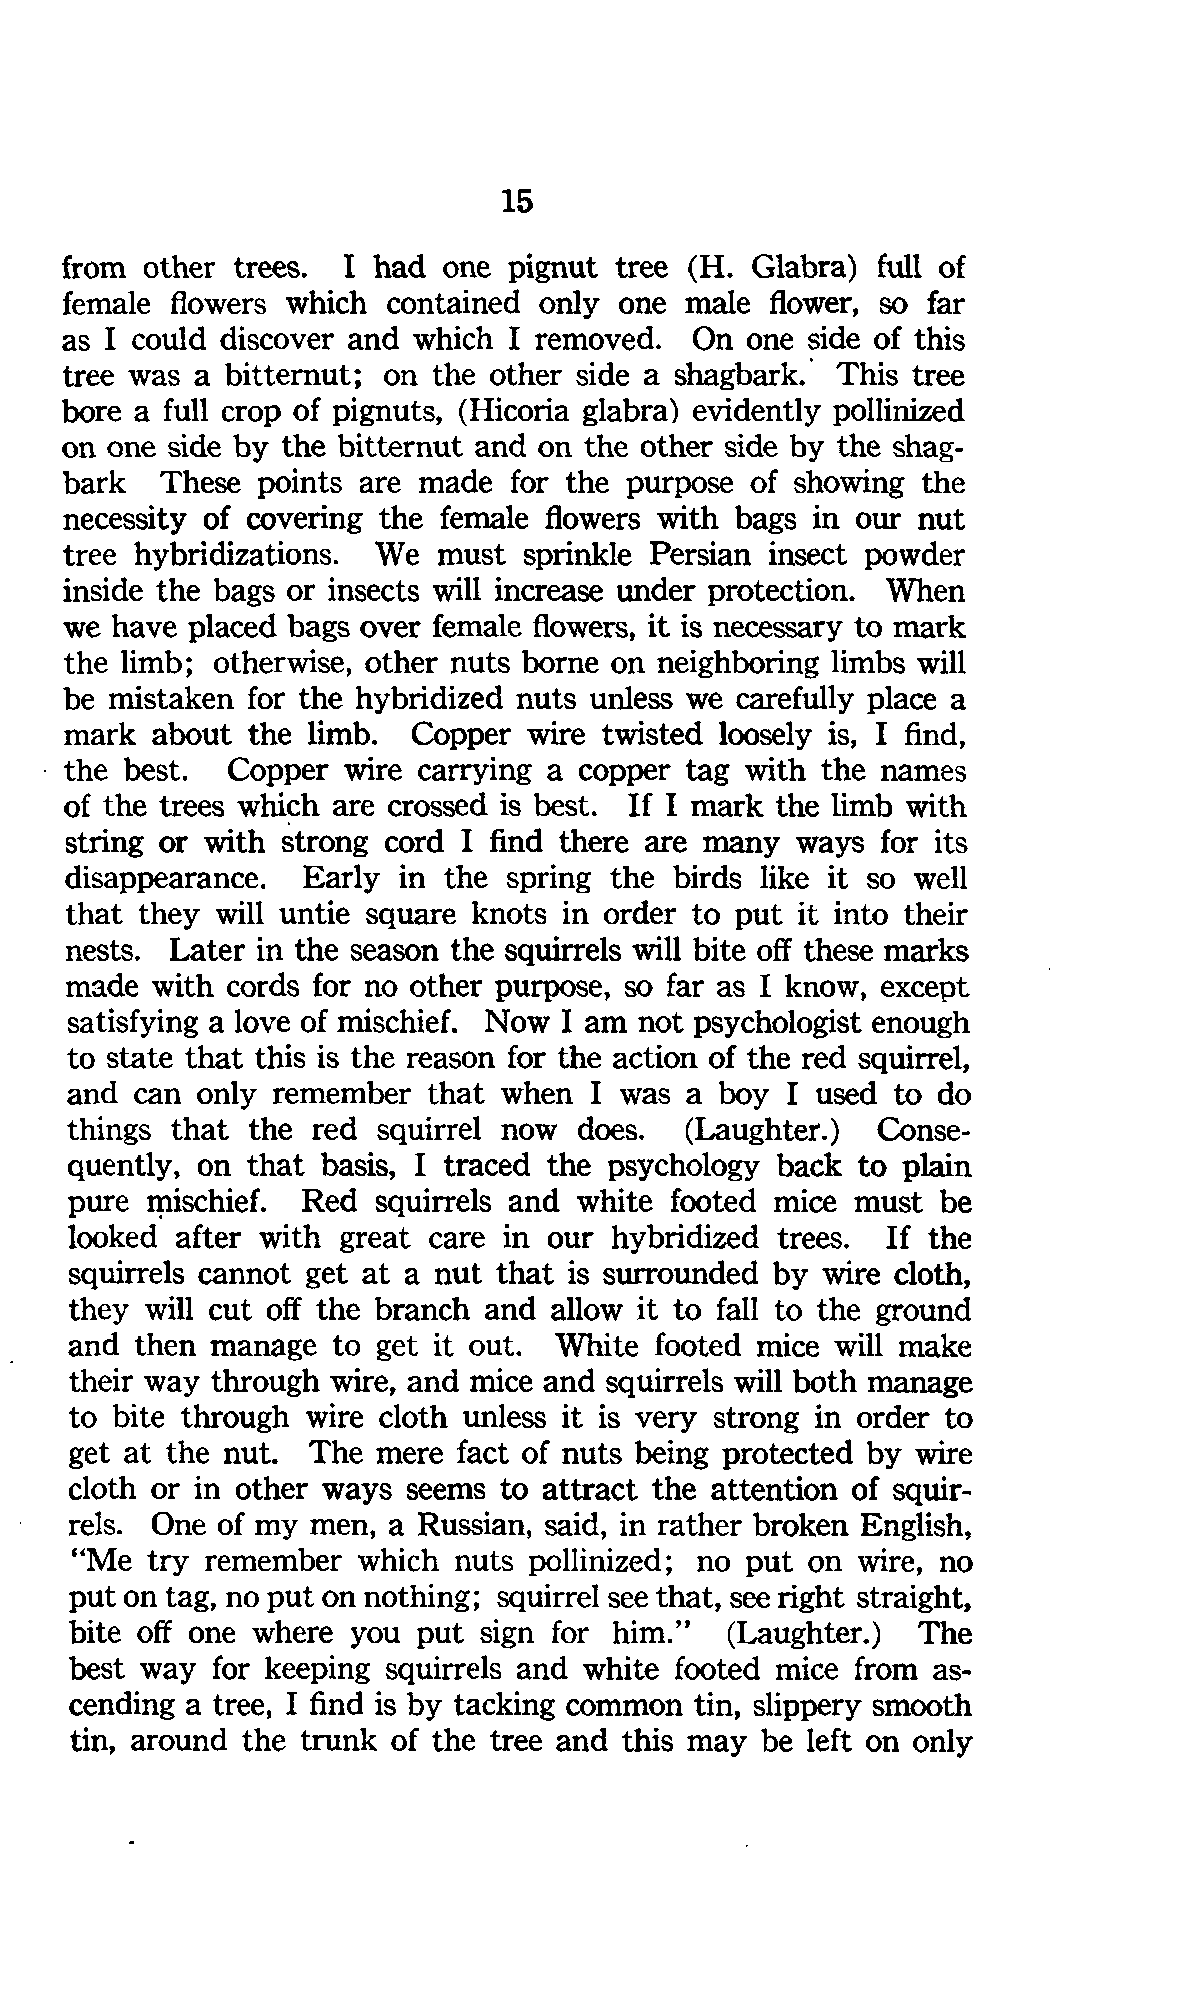 15
from other trees. I had one pignut tree (H. Glabra) full of
female flowers which contained only one male flower, so far
as I could discover and which I removed. On one side of this
tree was a bitternut; on the other side a shagbark. This tree
bore a full crop of pignuts, (Hicoria glabra) evidently pollinized
on one side by the bitternut and on the other side by the shag-
bark These points are made for the purpose of showing the
necessity of covering the female flowers with bags in our nut
tree hybridizations. We must sprinkle Persian insect powder
inside the bags or insects will increase under protection. When
we have placed bags over female flowers, it is necessary to mark
the limb; otherwise, other nuts borne on neighboring limbs will
be mistaken for the hybridized nuts unless we carefully place a
mark about the limb. Copper wire twisted loosely is, I find,
the best. Copper wire carrying a copper tag with the names
of the trees which are crossed is best. If I mark the limb with
string or with strong cord I find there are many ways for its
disappearance. Early in the spring the birds like it so well
that they will untie square knots in order to put it into their
nests. Later in the season the squirrels will bite off these marks
made with cords for no other purpose, so far as I know, except
satisfying a love of mischief. Now I am not psychologist enough
to state that this is the reason for the action of the red squirrel,
and can only remember that when I was a boy I used to do
things that the red squirrel now does. (Laughter.) Conse-
quently, on that basis, I traced the psychology back to plain
pure mischief. Red squirrels and white footed mice must be
looked after with great care in our hybridized trees. If the
squirrels cannot get at a nut that is surrounded by wire cloth,
they will cut off the branch and allow it to fall to the ground
and then manage to get it out. White footed mice will make
their way through wire, and mice and squirrels will both manage
to bite through wire cloth unless it is very strong in order to
get at the nut. The mere fact of nuts being protected by wire
cloth or in other ways seems to attract the attention of squir-
rels. One of my men, a Russian, said, in rather broken English,
"Me try remember which nuts pollinized; no put on wire, no
put on tag, no put on nothing; squirrel see that, see right straight,
bite off one where you put sign for him." (Laughter.) The
best way for keeping squirrels and white footed mice from as-
cending a tree, I find is by tacking common tin, slippery smooth
tin, around the trunk of the tree and this may be left on only